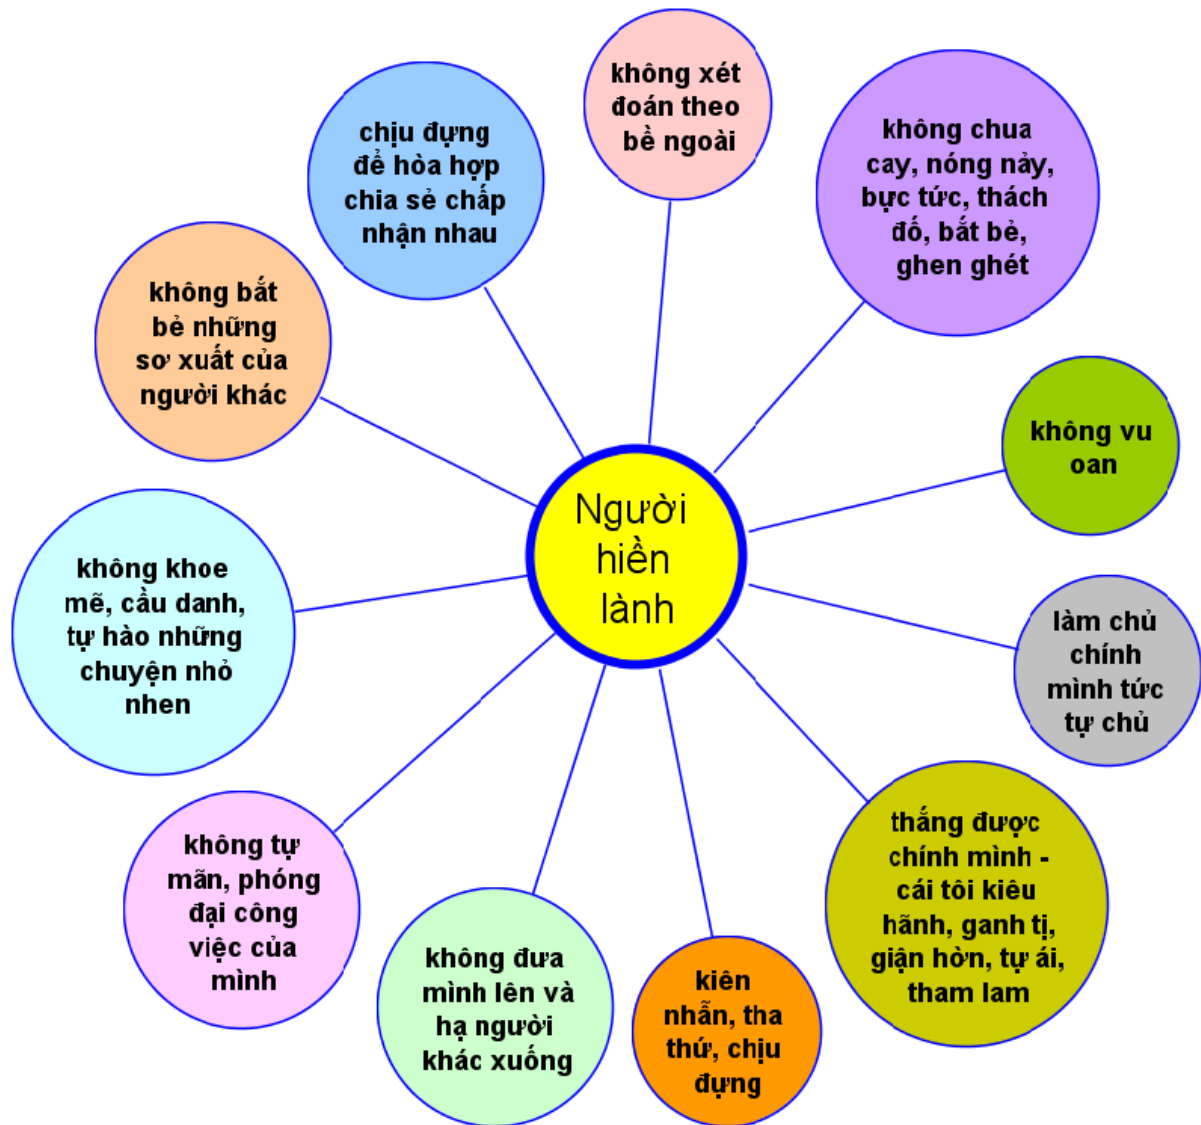 không xét
đoán theo
bề ngoài
không chua
cay, nóng nảy,
bực tức, thách
đố, bắt bẻ,
ghen ghét
không vu
oan
làm chủ
chính
mình tức
tự chủ
thắng được
chính mình -
cái tôi kiêu
hãnh, ganh tị,
giận hờn, tự ái,
tham lam
kiên
nhẫn, tha
thứ, chịu
đựng
không đưa
mình lên và
hạ người
khác xuống
không tự
mãn, phóng
đại công
việc của
mình
không khoe
mẽ, cầu danh,
tự hào những
chuyện nhỏ
nhen
không bắt
bẻ những
sơ xuất của
người khác
chịu đựng
để hòa hợp
chia sẻ chấp
nhận nhau
Người
hiền
lành